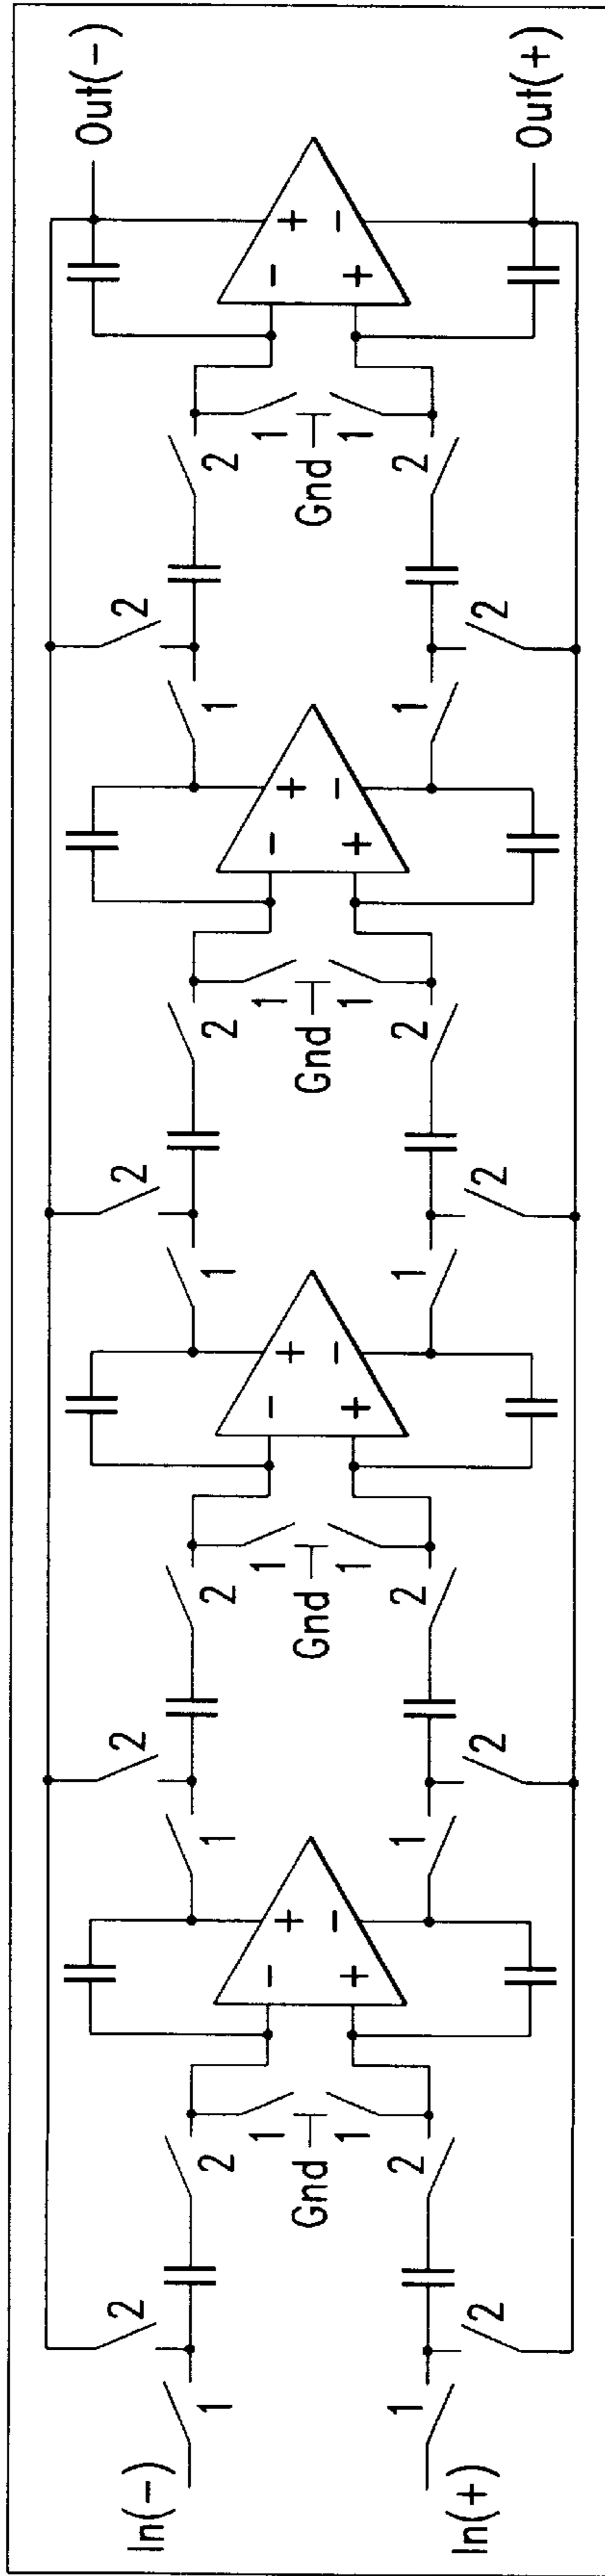 Out(-)
2 2 2 2
In(-) 1 2 1 2 1 2 1 2
1 - + 1 - + 1 - + 1 - +
Gnd Gnd Gnd Gnd
1 + - 1 + - 1 + - 1 + -
In(+) 1 2 1 2 1 2 1 2
2 2 2 2
Out(+)